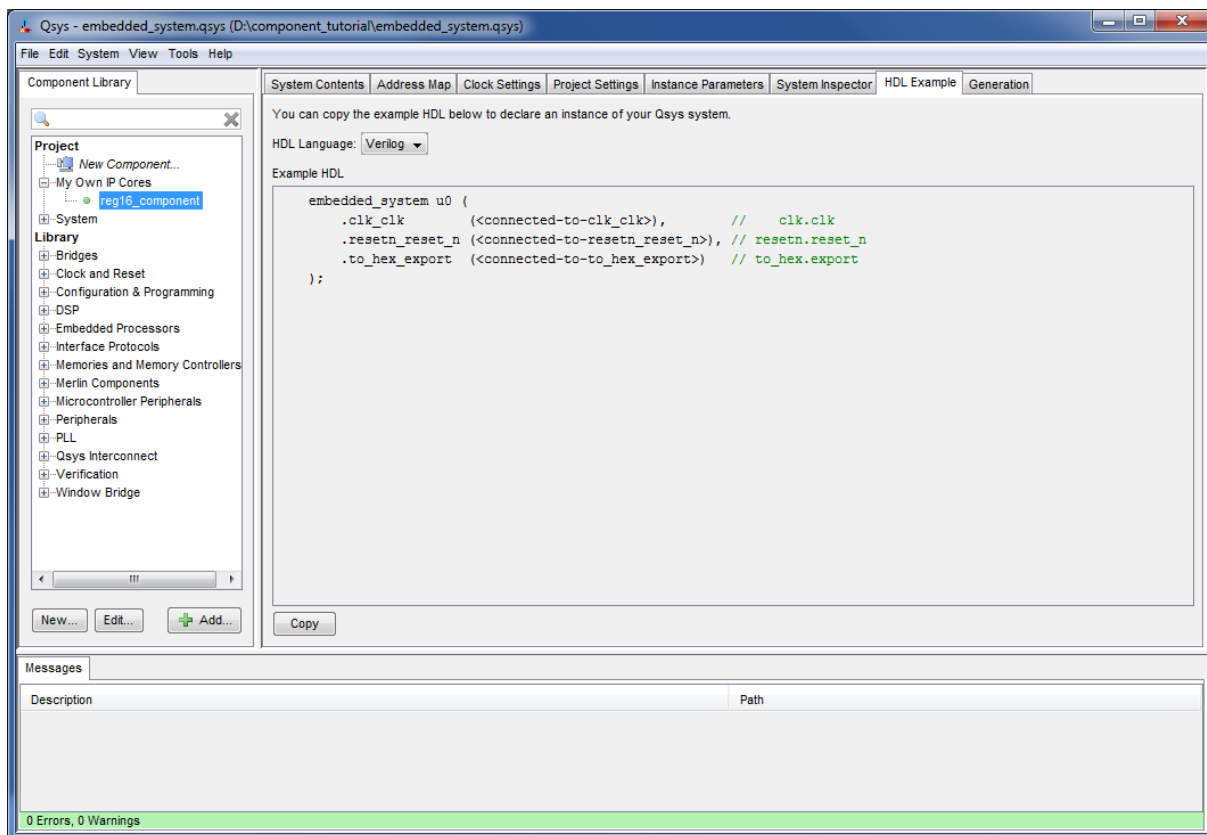 Qsys - embedded_system.qsys (D:\component_tutorial\embedded_system.qsys)
File Edit System View Tools Help
Component Library
Project
New Component...
My Own IP Cores
reg16_component
System
Library
Bridges
Clock and Reset
Configuration & Programming
DSP
Embedded Processors
Interface Protocols
Memories and Memory Controllers
Merlin Components
Microcontroller Peripherals
Peripherals
PLL
Qsys Interconnect
Verification
Window Bridge
New... Edit... Add...
System Contents Address Map Clock Settings Project Settings Instance Parameters System Inspector HDL Example Generation
You can copy the example HDL below to declare an instance of your Qsys system.
HDL Language: Verilog
Example HDL
embedded_system u0 (
.clk_clk (<connected-to-clk_clk>), // clk.clk
.resetn_reset_n (<connected-to-resetn_reset_n>), // resetn.reset_n
.to_hex_export (<connected-to-to_hex_export>) // to_hex.export
);
Copy
Messages
Description Path
0 Errors, 0 Warnings